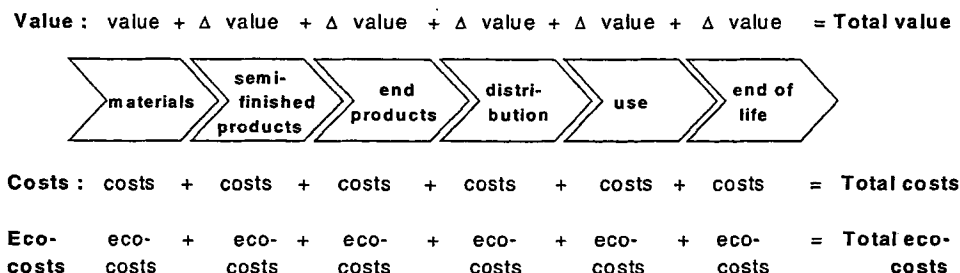 Value : value + Δ value + Δ value + Δ value + Δ value + Δ value = Total value
materials
semi-
finished
products
end
products
distri-
bution
use
end of
life
Costs : costs + costs + costs + costs + costs + costs = Total costs
Eco- eco- + eco- + eco- + eco- + eco- + eco- = Total eco-
costs costs costs costs costs costs costs costs